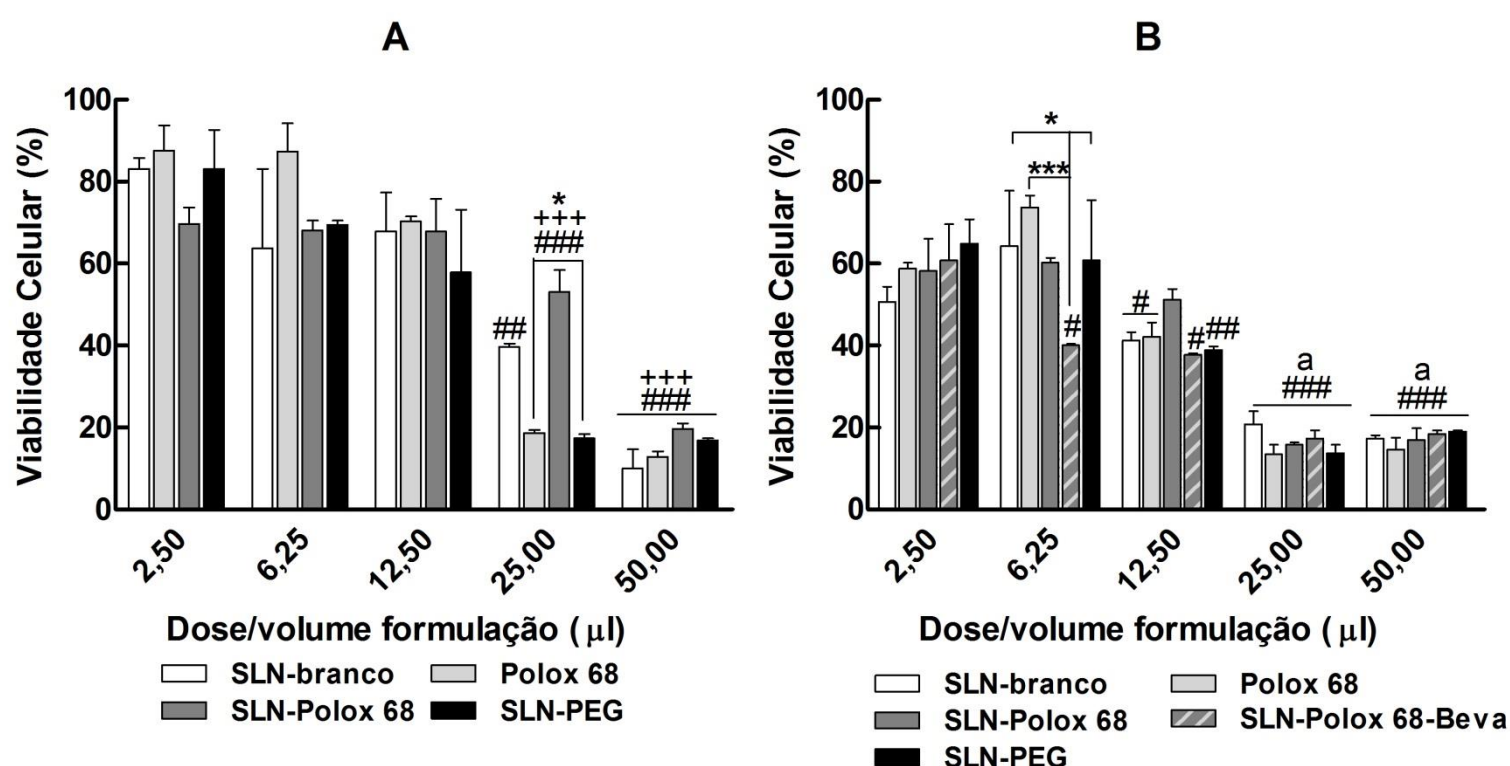 A
Viabilidade Celular (%)
100
80
60
40
20
0
##
*
+++
###
+++
###
2,50
6,25
12,50
25,00
50,00
Dose/volume formulação ( μl)
SLN-branco
Polox 68
SLN-Polox 68
SLN-PEG
B
Viabilidade Celular (%)
100
80
60
40
20
0
*
***
#
#
#
##
a
###
a
###
2,50
6,25
12,50
25,00
50,00
Dose/volume formulação ( μl)
SLN-branco
Polox 68
SLN-Polox 68
SLN-Polox 68-Beva
SLN-PEG